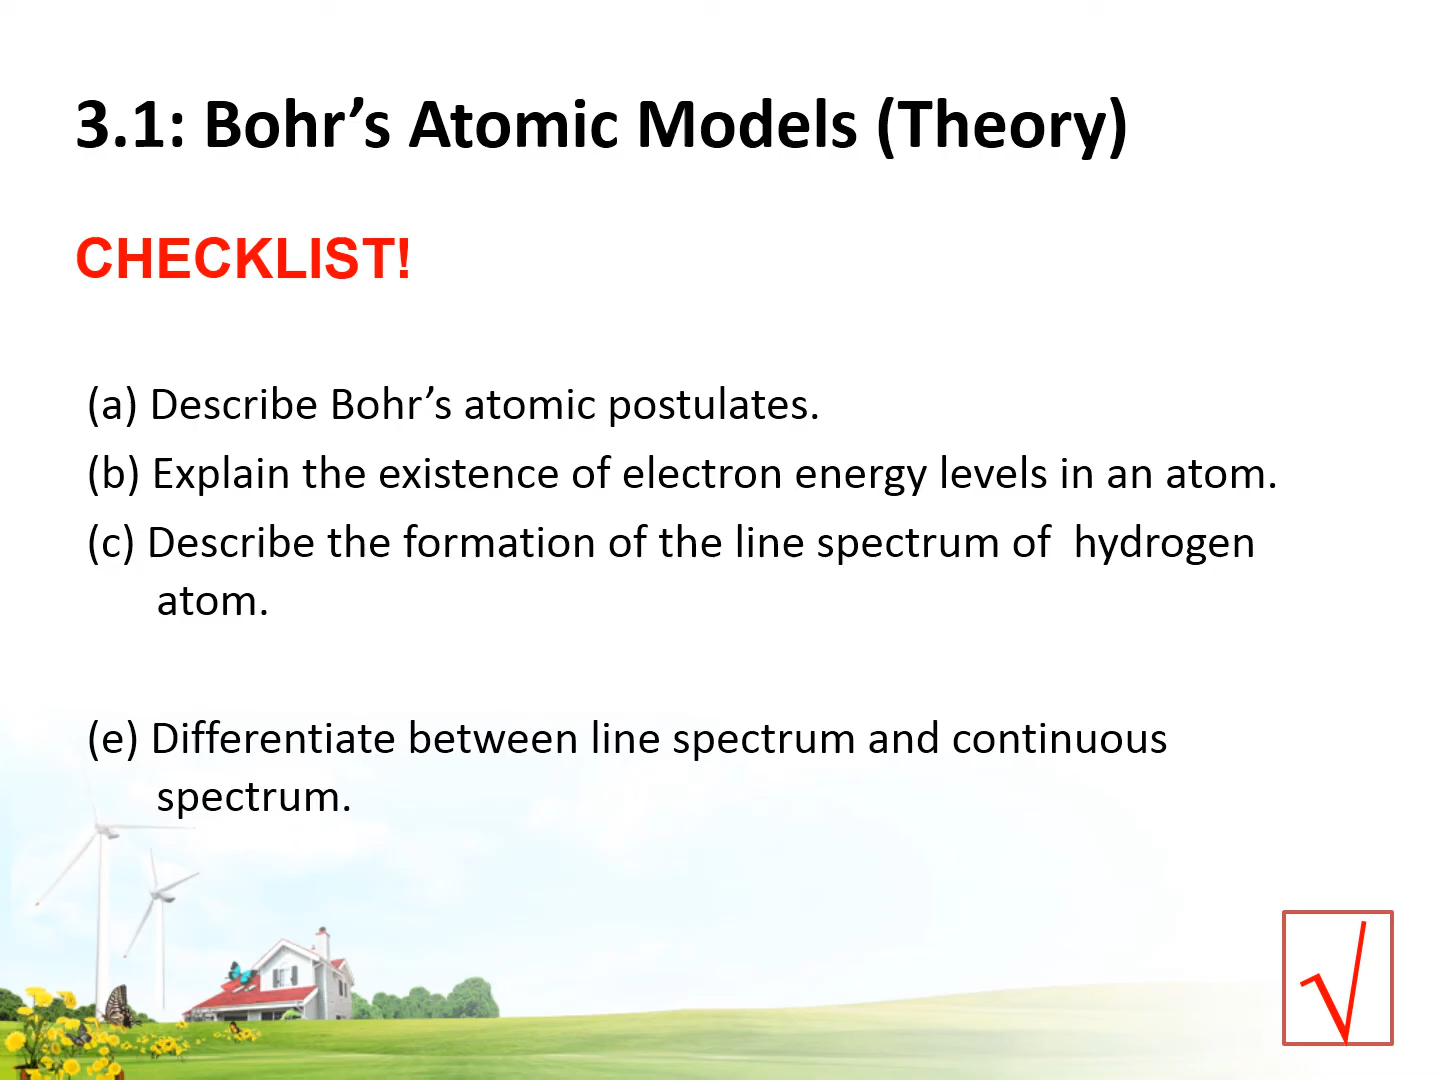 3.1: Bohr’s Atomic Models (Theory)
CHECKLIST!
(a) Describe Bohr’s atomic postulates.
(b) Explain the existence of electron energy levels in an atom.
(c) Describe the formation of the line spectrum of  hydrogen
atom.
(e) Differentiate between line spectrum and continuous
spectrum.
√